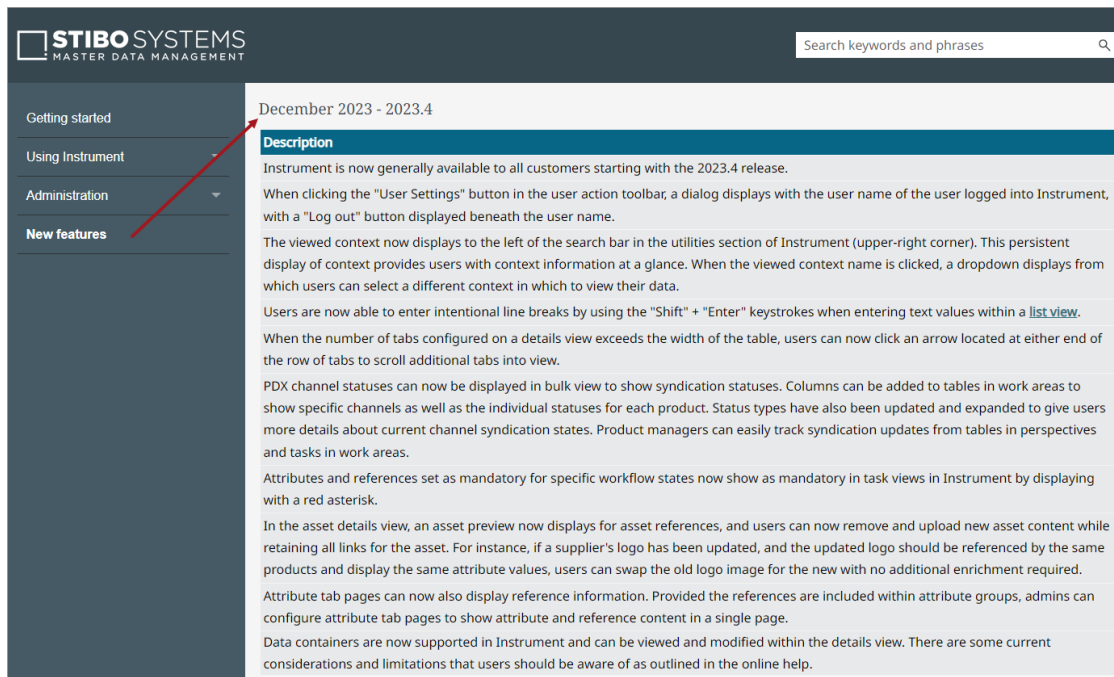 STIBO SYSTEMS
MASTER DATA MANAGEMENT
Search keywords and phrases
Getting started
Using Instrument
Administration
New features
December 2023 - 2023.4
Description
Instrument is now generally available to all customers starting with the 2023.4 release.
When clicking the "User Settings" button in the user action toolbar, a dialog displays with the user name of the user logged into Instrument,
with a "Log out" button displayed beneath the user name.
The viewed context now displays to the left of the search bar in the utilities section of Instrument (upper-right corner). This persistent
display of context provides users with context information at a glance. When the viewed context name is clicked, a dropdown displays from
which users can select a different context in which to view their data.
Users are now able to enter intentional line breaks by using the "Shift" + "Enter" keystrokes when entering text values within a list view.
When the number of tabs configured on a details view exceeds the width of the table, users can now click an arrow located at either end of
the row of tabs to scroll additional tabs into view.
PDX channel statuses can now be displayed in bulk view to show syndication statuses. Columns can be added to tables in work areas to
show specific channels as well as the individual statuses for each product. Status types have also been updated and expanded to give users
more details about current channel syndication states. Product managers can easily track syndication updates from tables in perspectives
and tasks in work areas.
Attributes and references set as mandatory for specific workflow states now show as mandatory in task views in Instrument by displaying
with a red asterisk.
In the asset details view, an asset preview now displays for asset references, and users can now remove and upload new asset content while
retaining all links for the asset. For instance, if a supplier's logo has been updated, and the updated logo should be referenced by the same
products and display the same attribute values, users can swap the old logo image for the new with no additional enrichment required.
Attribute tab pages can now also display reference information. Provided the references are included within attribute groups, admins can
configure attribute tab pages to show attribute and reference content in a single page.
Data containers are now supported in Instrument and can be viewed and modified within the details view. There are some current
considerations and limitations that users should be aware of as outlined in the online help.